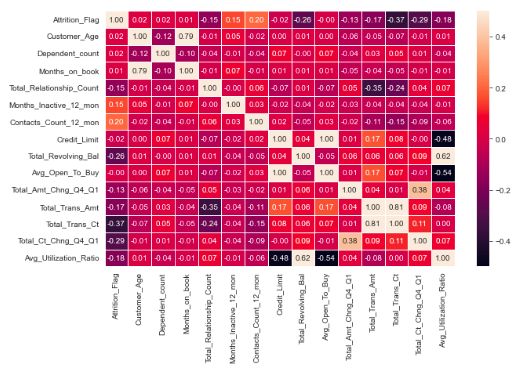 Attrition_Flag 1.00 0.02 0.02 0.01 -0.15 0.15 0.20 -0.02 -0.26 -0.00 -0.13 -0.17 -0.37 -0.29 -0.18
Customer_Age 0.02 1.00 -0.12 0.79 -0.01 0.05 -0.02 0.00 0.01 0.00 -0.06 -0.05 -0.07 -0.01 0.01
Dependent_count 0.02 -0.12 1.00 -0.10 -0.04 -0.01 -0.04 0.07 -0.00 0.07 -0.04 0.03 0.05 0.01 -0.04
Months_on_book 0.01 0.79 -0.10 1.00 -0.01 0.07 -0.01 0.01 0.01 0.01 -0.05 -0.04 -0.05 -0.01 -0.01
Total_Relationship_Count -0.15 -0.01 -0.04 -0.01 1.00 -0.00 0.06 -0.07 0.01 -0.07 0.05 -0.35 -0.24 0.04 0.07
Months_Inactive_12_mon 0.15 0.05 -0.01 0.07 -0.00 1.00 0.03 -0.02 -0.04 -0.02 -0.03 -0.04 -0.04 -0.04 -0.01
Contacts_Count_12_mon 0.20 -0.02 -0.04 -0.01 0.06 0.03 1.00 0.02 -0.05 0.03 -0.02 -0.11 -0.15 -0.09 -0.06
Credit_Limit -0.02 0.00 0.07 0.01 -0.07 -0.02 0.02 1.00 0.04 1.00 0.01 0.17 0.08 -0.00 -0.48
Total_Revolving_Bal -0.26 0.01 -0.00 0.01 0.01 -0.04 -0.05 0.04 1.00 -0.05 0.06 0.06 0.06 0.09 0.62
Avg_Open_To_Buy -0.00 0.00 0.07 0.01 -0.07 -0.02 0.03 1.00 -0.05 1.00 0.01 0.17 0.07 -0.01 -0.54
Total_Amt_Chng_Q4_Q1 -0.13 -0.06 -0.04 -0.05 0.05 -0.03 -0.02 0.01 0.06 0.01 1.00 0.04 0.01 0.38 0.04
Total_Trans_Amt -0.17 -0.05 0.03 -0.04 -0.35 -0.04 -0.11 0.17 0.06 0.17 0.04 1.00 0.81 0.09 -0.08
Total_Trans_Ct -0.37 -0.07 0.05 -0.05 -0.24 -0.04 -0.15 0.08 0.06 0.07 0.01 0.81 1.00 0.11 0.00
Total_Ct_Chng_Q4_Q1 -0.29 -0.01 0.01 -0.01 0.04 -0.04 -0.09 -0.00 0.09 -0.01 0.38 0.09 0.11 1.00 0.07
Avg_Utilization_Ratio -0.18 0.01 -0.04 -0.01 0.07 -0.01 -0.06 -0.48 0.62 -0.54 0.04 -0.08 0.00 0.07 1.00
Attrition_Flag
Customer_Age
Dependent_count
Months_on_book
Total_Relationship_Count
Months_Inactive_12_mon
Contacts_Count_12_mon
Credit_Limit
Total_Revolving_Bal
Avg_Open_To_Buy
Total_Amt_Chng_Q4_Q1
Total_Trans_Amt
Total_Trans_Ct
Total_Ct_Chng_Q4_Q1
Avg_Utilization_Ratio
0.4
0.2
0.0
-0.2
-0.4